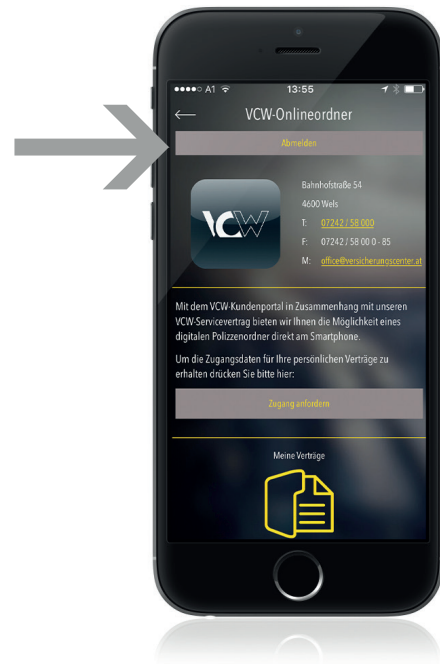 A1 13:55
VCW-Onlineordner
Abmelden
VCW
Bahnhofstraße 54
4600 Wels
T: 07242 / 58 000
F: 07242 / 58 00 0 - 85
M: office@versicherungscenter.at
Mit dem VCW-Kundenportal in Zusammenhang mit unseren
VCW-Servicevertrag bieten wir Ihnen die Möglichkeit eines
digitalen Polizzenordner direkt am Smartphone.
Um die Zugangsdaten für Ihre persönlichen Verträge zu
erhalten drücken Sie bitte hier:
Zugang anfordern
Meine Verträge